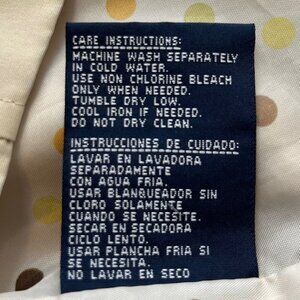 CARE INSTRUCTIONS:
MACHINE WASH SEPARATELY
IN COLD WATER.
USE NON CHLORINE BLEACH
ONLY WHEN NEEDED.
TUMBLE DRY LOW.
COOL IRON IF NEEDED.
DO NOT DRY CLEAN.
INSTRUCCIONES DE CUIDADO:
LAVAR EN LAVADORA
SEPARADAMENTE
CON AGUA FRIA.
USAR BLANQUEADOR SIN
CLORO SOLAMENTE
CUANDO SE NECESITE.
SECAR EN SECADORA
CICLO LENTO.
USAR PLANCHA FRIA SI
SE NECESITA.
NO LAVAR EN SECO